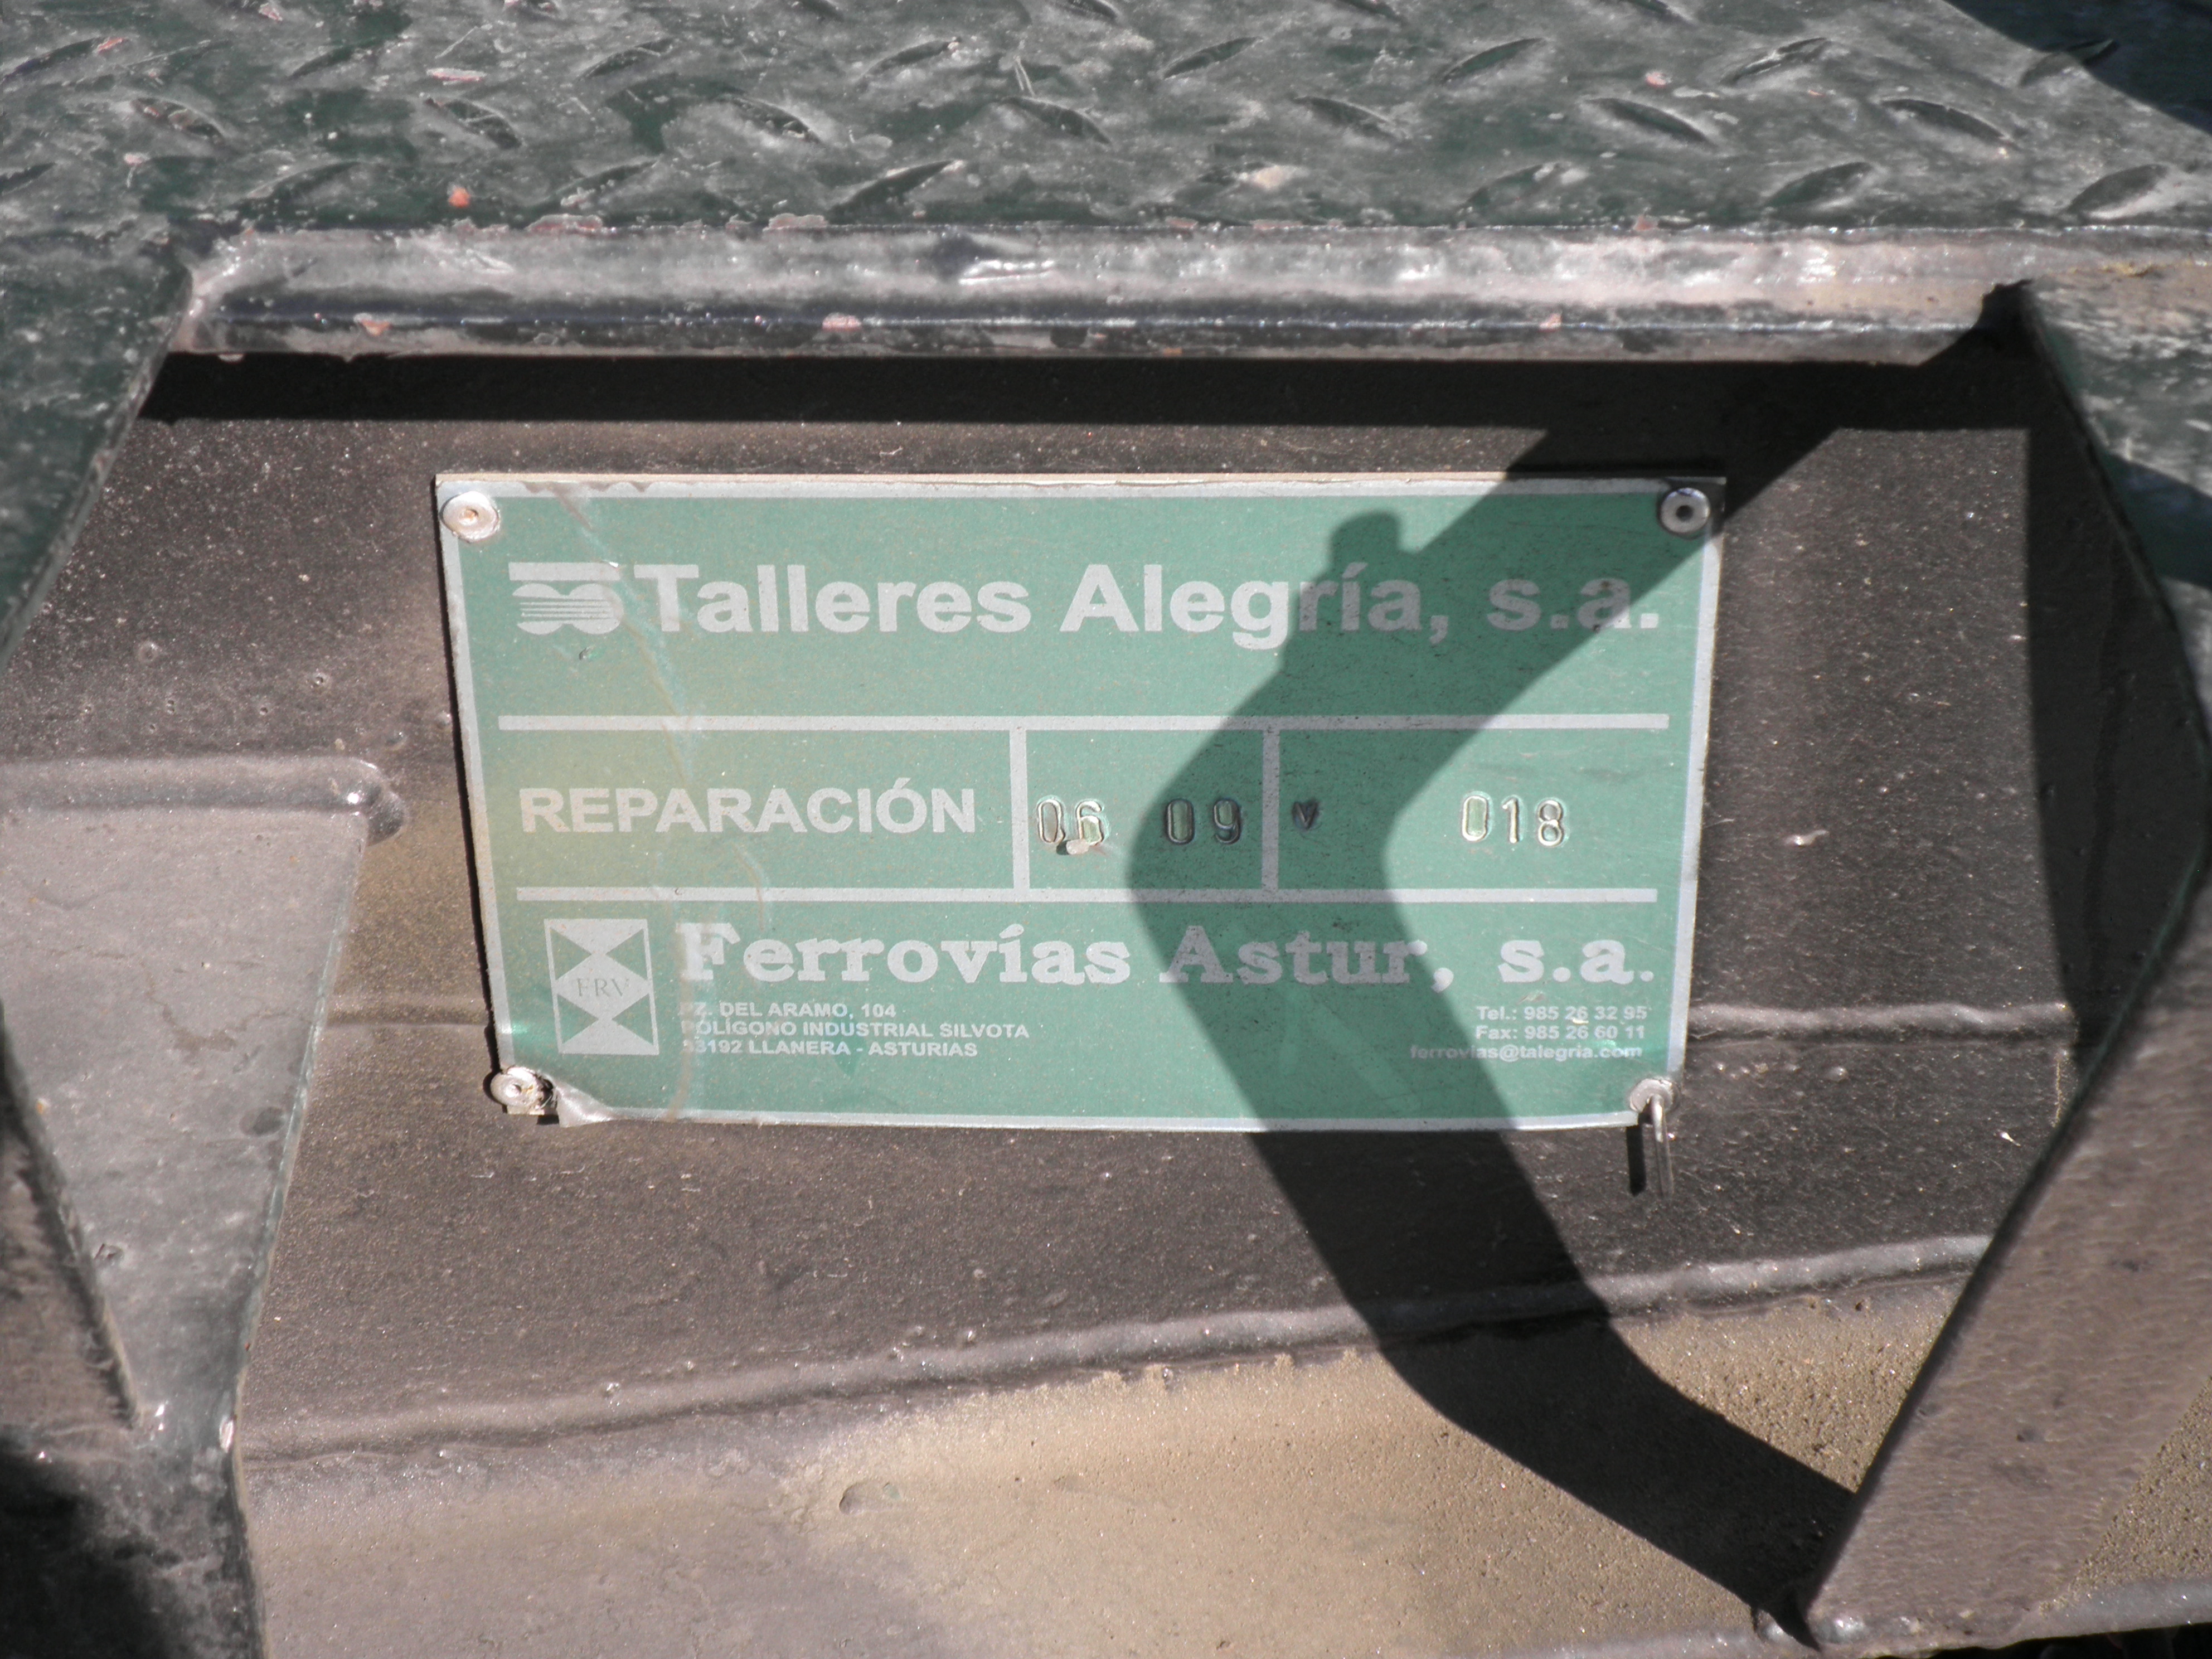 Talleres Alegría, s.a.
REPARACIÓN 06 09 V 018
FRV
Ferrovías Astur, s.a.
PZ. DEL ARAMO, 104
POLÍGONO INDUSTRIAL SILVOTA
33192 LLANERA - ASTURIAS
Tel.: 985 26 32 95
Fax: 985 26 60 11
ferrovias@talegria.com